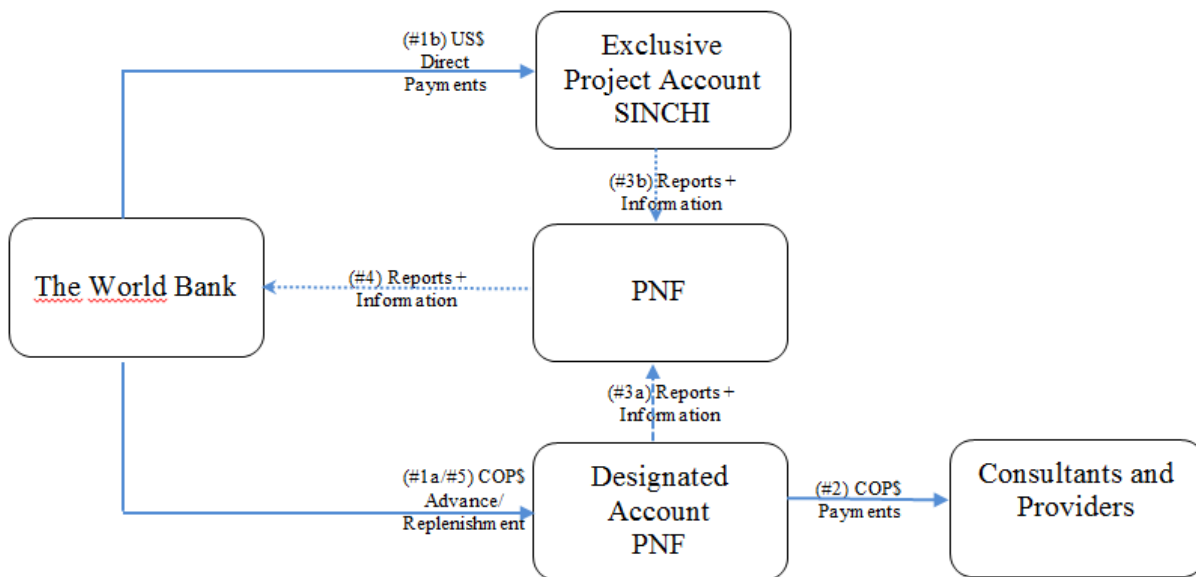 (#1b) US$
Direct
Payments
Exclusive
Project Account
SINCHI
(#3b) Reports +
Information
The World Bank
(#4) Reports +
Information
PNF
(#3a) Reports +
Information
(#1a/#5) COP$
Advance/
Replenishment
Designated
Account
PNF
(#2) COP$
Payments
Consultants and
Providers